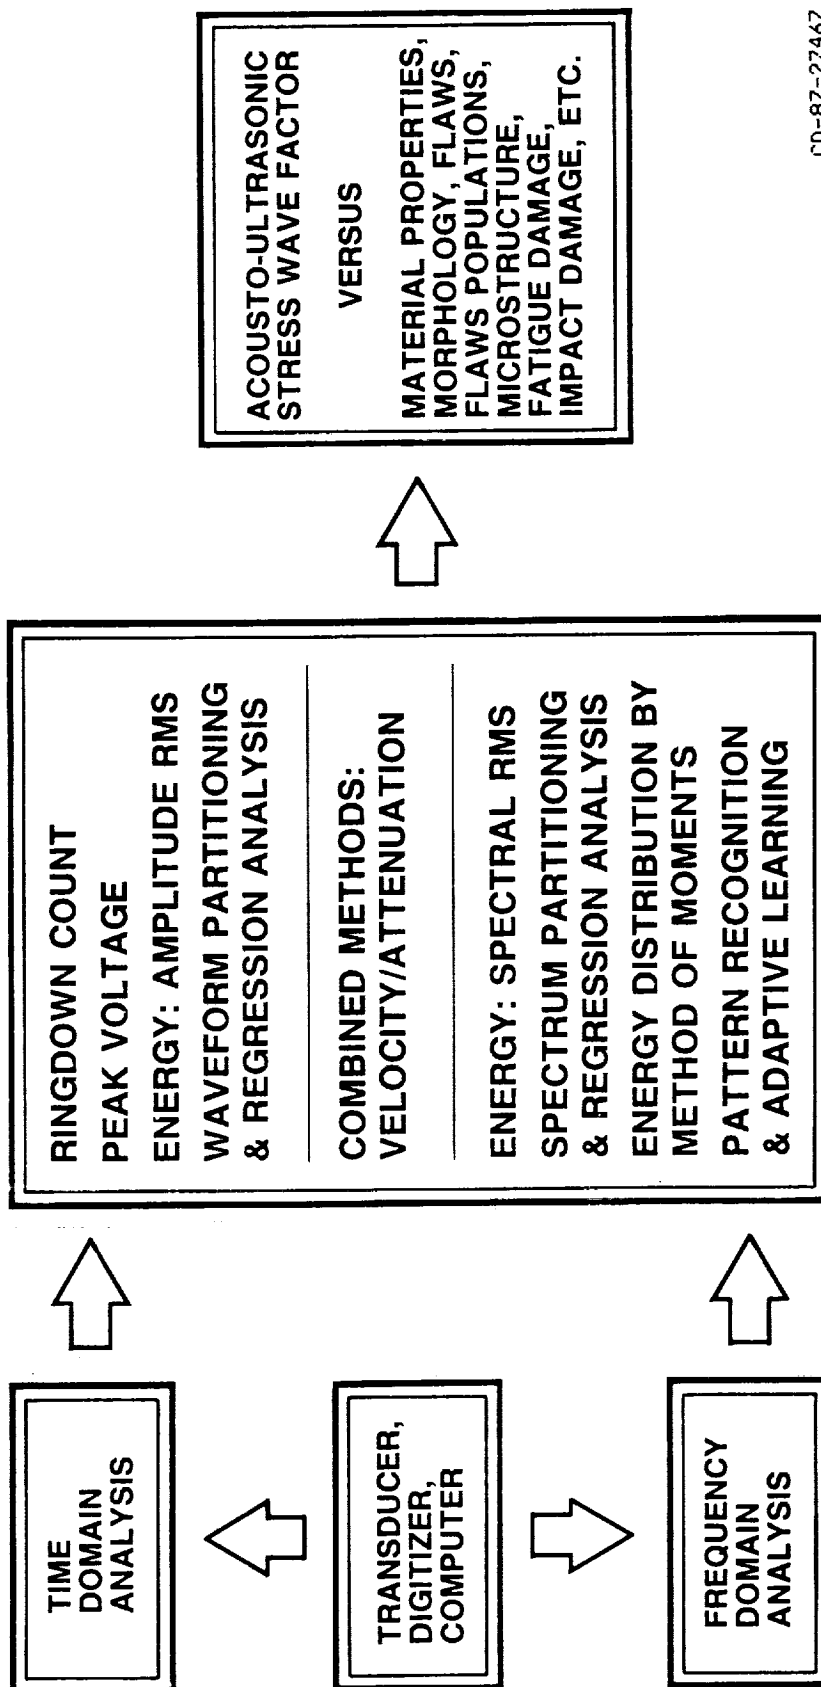 TIME
DOMAIN
ANALYSIS
TRANSDUCER,
DIGITIZER,
COMPUTER
FREQUENCY
DOMAIN
ANALYSIS
RINGDOWN COUNT
PEAK VOLTAGE
ENERGY: AMPLITUDE RMS
WAVEFORM PARTITIONING
& REGRESSION ANALYSIS
COMBINED METHODS:
VELOCITY/ATTENUATION
ENERGY: SPECTRAL RMS
SPECTRUM PARTITIONING
& REGRESSION ANALYSIS
ENERGY DISTRIBUTION BY
METHOD OF MOMENTS
PATTERN RECOGNITION
& ADAPTIVE LEARNING
ACOUSTO-ULTRASONIC
STRESS WAVE FACTOR
VERSUS
MATERIAL PROPERTIES,
MORPHOLOGY, FLAWS,
FLAWS POPULATIONS,
MICROSTRUCTURE,
FATIGUE DAMAGE,
IMPACT DAMAGE, ETC.
CD-87-27467